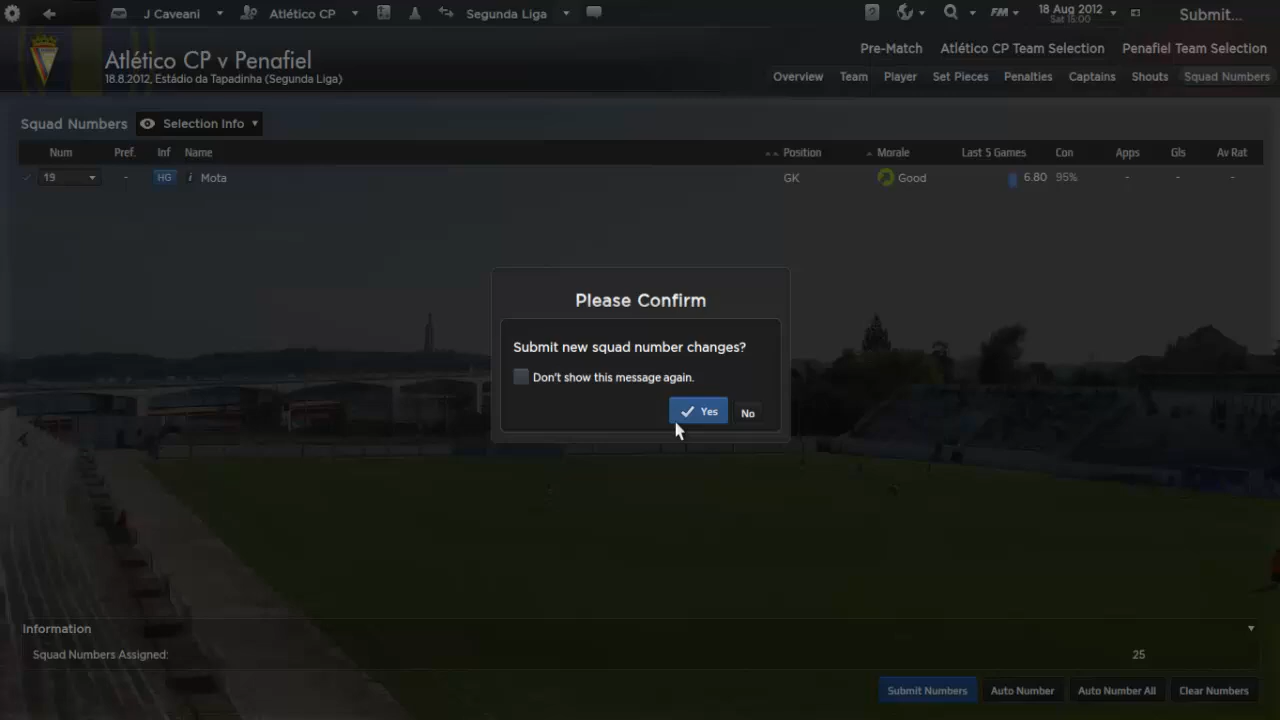 J Caveani
Atlético CP
Segunda Liga
FM
18 Aug 2012
Sat 15:00
Submit...
Atlético CP v Penafiel
18.8.2012, Estádio da Tapadinha (Segunda Liga)
Pre-Match
Atlético CP Team Selection
Penafiel Team Selection
Overview
Team
Player
Set Pieces
Penalties
Captains
Shouts
Squad Numbers
Squad Numbers
Selection Info
Num Pref. Inf Name Position Morale Last 5 Games Con Apps Gls Av Rat
19 - HG i Mota GK Good 6.80 95% - - -
Please Confirm
Submit new squad number changes?
Don't show this message again.
Yes
No
Information
Squad Numbers Assigned: 25
Submit Numbers
Auto Number
Auto Number All
Clear Numbers